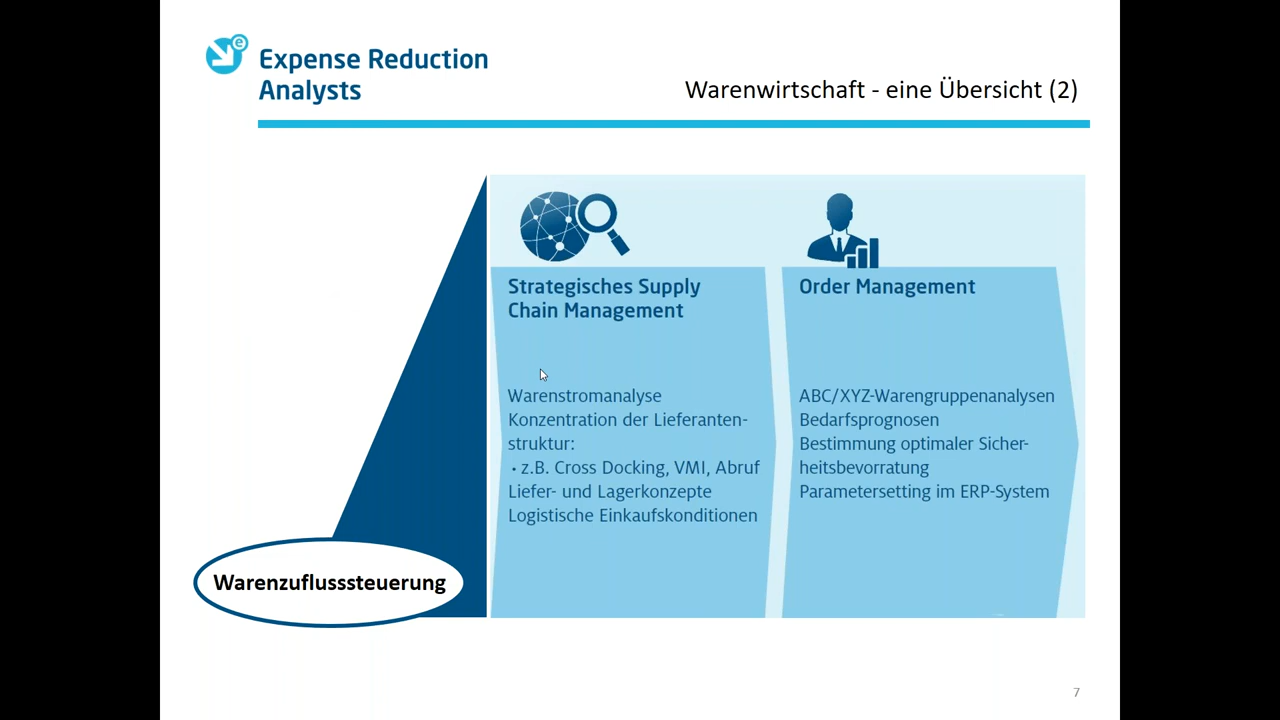 e
Expense Reduction
Analysts
Warenwirtschaft - eine Übersicht (2)
Strategisches Supply
Chain Management
Warenstromanalyse
Konzentration der Lieferanten-
struktur:
• z.B. Cross Docking, VMI, Abruf
Liefer- und Lagerkonzepte
Logistische Einkaufskonditionen
Order Management
ABC/XYZ-Warengruppenanalysen
Bedarfsprognosen
Bestimmung optimaler Sicher-
heitsbevorratung
Parametersetting im ERP-System
Warenzuflusssteuerung
7